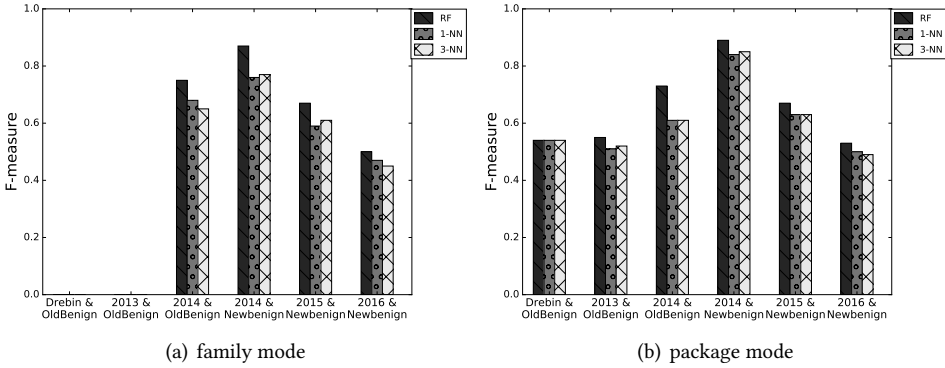 1.0
0.8
0.6
0.4
0.2
0.0
F-measure
RF
1-NN
3-NN
Drebin & OldBenign
2013 & OldBenign
2014 & OldBenign
2014 & Newbenign
2015 & Newbenign
2016 & Newbenign
(a) family mode
1.0
0.8
0.6
0.4
0.2
0.0
F-measure
RF
1-NN
3-NN
Drebin & OldBenign
2013 & OldBenign
2014 & OldBenign
2014 & Newbenign
2015 & Newbenign
2016 & Newbenign
(b) package mode